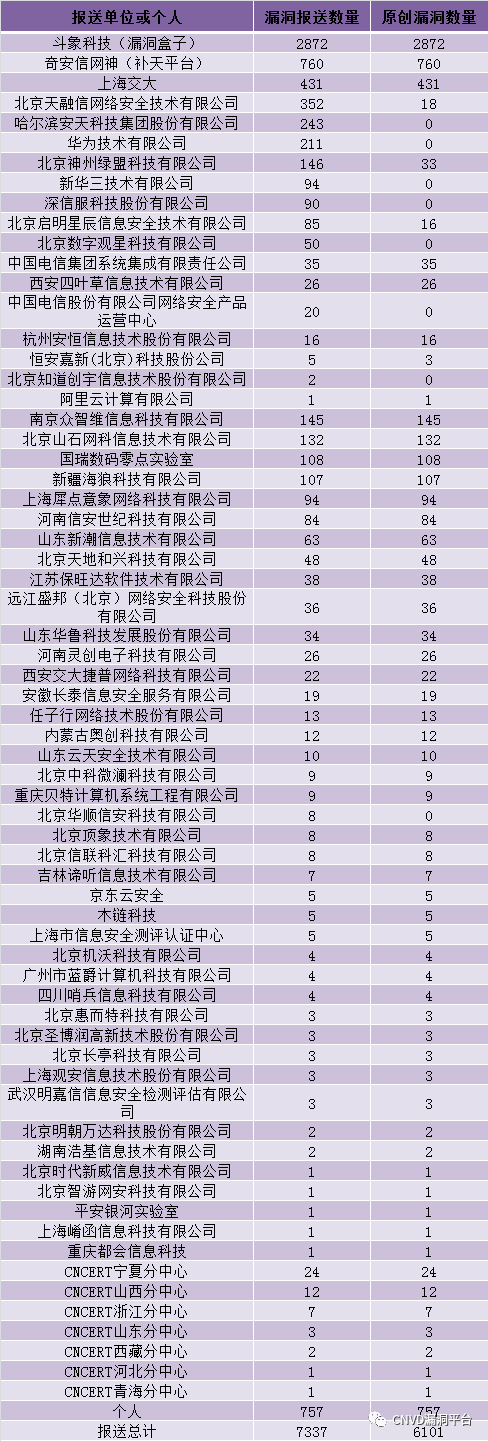 报送单位或个人 漏洞报送数量 原创漏洞数量
斗象科技（漏洞盒子） 2872 2872
奇安信网神（补天平台） 760 760
上海交大 431 431
北京天融信网络安全技术有限公司 352 18
哈尔滨安天科技集团股份有限公司 243 0
华为技术有限公司 211 0
北京神州绿盟科技有限公司 146 33
新华三技术有限公司 94 0
深信服科技股份有限公司 90 0
北京启明星辰信息安全技术有限公司 85 16
北京数字观星科技有限公司 50 0
中国电信集团系统集成有限责任公司 35 35
西安四叶草信息技术有限公司 26 26
中国电信股份有限公司网络安全产品
运营中心 20 0
杭州安恒信息技术股份有限公司 16 16
恒安嘉新(北京)科技股份公司 5 3
北京知道创宇信息技术股份有限公司 2 0
阿里云计算有限公司 1 1
南京众智维信息科技有限公司 145 145
北京山石网科信息技术有限公司 132 132
国瑞数码零点实验室 108 108
新疆海狼科技有限公司 107 107
上海犀点意象网络科技有限公司 94 94
河南信安世纪科技有限公司 84 84
山东新潮信息技术有限公司 63 63
北京天地和兴科技有限公司 48 48
江苏保旺达软件技术有限公司 38 38
远江盛邦（北京）网络安全科技股份
有限公司 36 36
山东华鲁科技发展股份有限公司 34 34
河南灵创电子科技有限公司 26 26
西安交大捷普网络科技有限公司 22 22
安徽长泰信息安全服务有限公司 19 19
任子行网络技术股份有限公司 13 13
内蒙古奥创科技有限公司 12 12
山东云天安全技术有限公司 10 10
北京中科微澜科技有限公司 9 9
重庆贝特计算机系统工程有限公司 9 9
北京华顺信安科技有限公司 8 0
北京顶象技术有限公司 8 8
北京信联科汇科技有限公司 8 8
吉林谛听信息技术有限公司 7 7
京东云安全 5 5
木链科技 5 5
上海市信息安全测评认证中心 5 5
北京机沃科技有限公司 4 4
广州市蓝爵计算机科技有限公司 4 4
四川哨兵信息科技有限公司 4 4
北京惠而特科技有限公司 3 3
北京圣博润高新技术股份有限公司 3 3
北京长亭科技有限公司 3 3
上海观安信息技术股份有限公司 3 3
武汉明嘉信信息安全检测评估有限公
司 3 3
北京明朝万达科技股份有限公司 2 2
湖南浩基信息技术有限公司 2 2
北京时代新威信息技术有限公司 1 1
北京智游网安科技有限公司 1 1
平安银河实验室 1 1
上海崤函信息科技有限公司 1 1
重庆都会信息科技 1 1
CNCERT宁夏分中心 24 24
CNCERT山西分中心 12 12
CNCERT浙江分中心 7 7
CNCERT山东分中心 3 3
CNCERT西藏分中心 2 2
CNCERT河北分中心 1 1
CNCERT青海分中心 1 1
个人 757 757
报送总计 7337 6101
CNVD漏洞平台